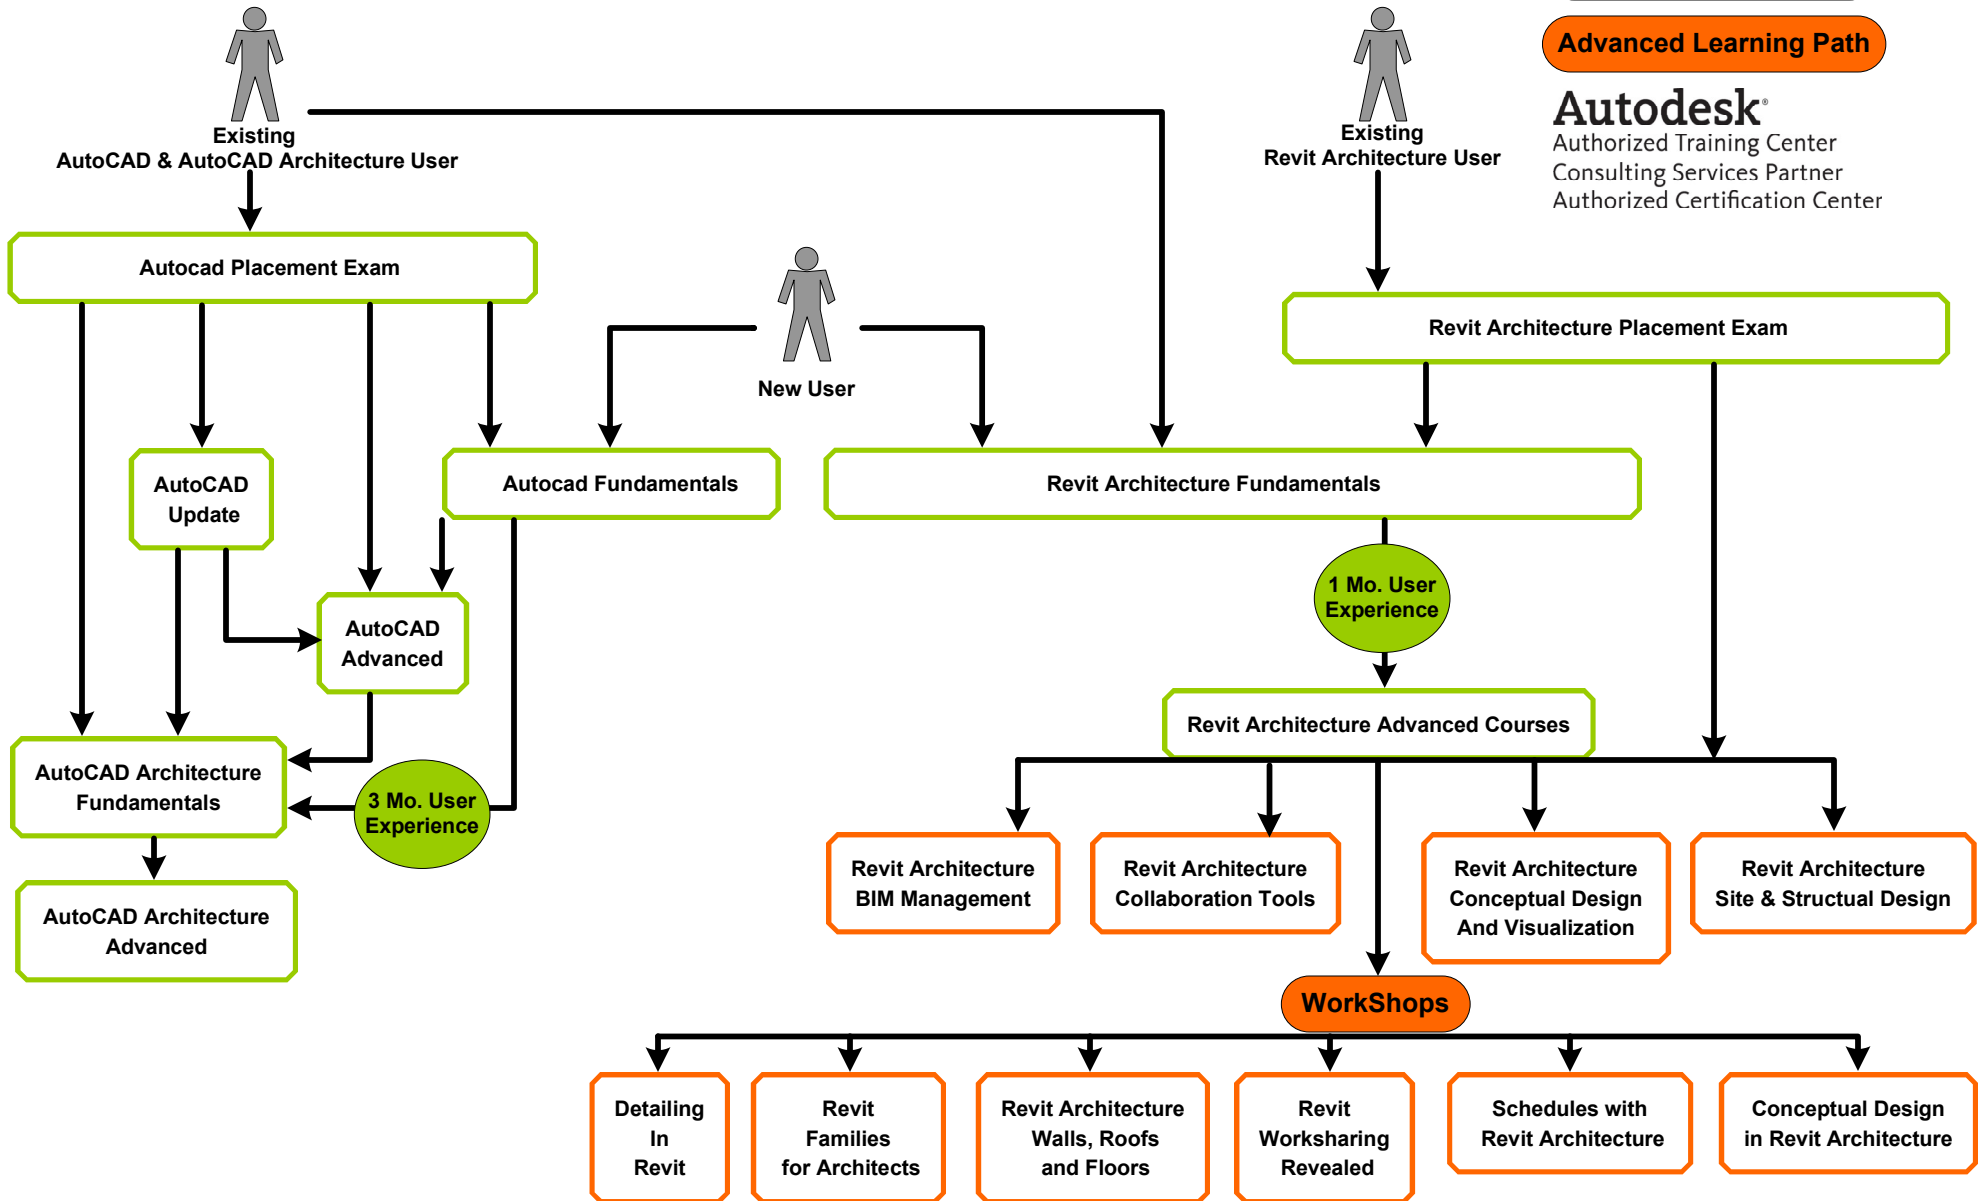 Advanced Learning Path
Autodesk®
Authorized Training Center
Consulting Services Partner
Authorized Certification Center
Existing
AutoCAD & AutoCAD Architecture User
Existing
Revit Architecture User
Autocad Placement Exam
New User
Revit Architecture Placement Exam
AutoCAD
Update
Autocad Fundamentals
Revit Architecture Fundamentals
1 Mo. User
Experience
AutoCAD
Advanced
Revit Architecture Advanced Courses
AutoCAD Architecture
Fundamentals
3 Mo. User
Experience
AutoCAD Architecture
Advanced
Revit Architecture
BIM Management
Revit Architecture
Collaboration Tools
Revit Architecture
Conceptual Design
And Visualization
Revit Architecture
Site & Structual Design
WorkShops
Detailing
In
Revit
Revit
Families
for Architects
Revit Architecture
Walls, Roofs
and Floors
Revit
Worksharing
Revealed
Schedules with
Revit Architecture
Conceptual Design
in Revit Architecture